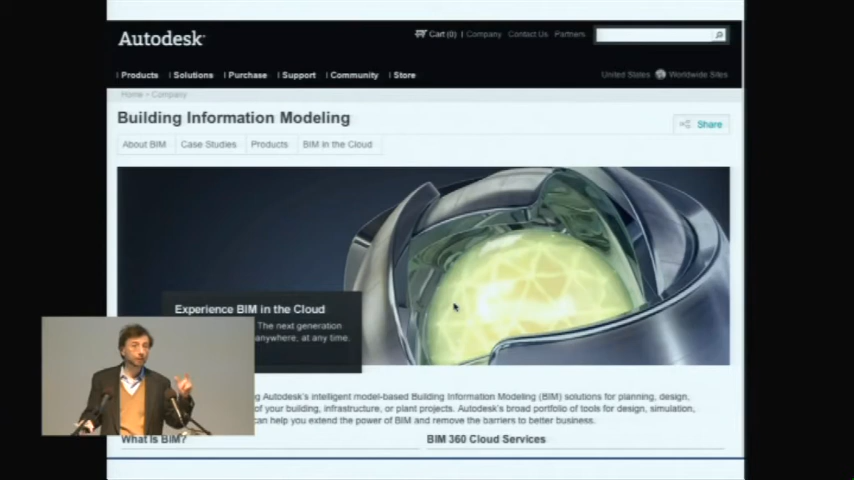 Autodesk
Cart (0) | Company Contact Us Partners
Products Solutions Purchase Support Community Store
United States Worldwide Sites
Home > Company
Building Information Modeling
Share
About BIM Case Studies Products BIM in the Cloud
Experience BIM in the Cloud
The next generation
anywhere, at any time.
Autodesk's intelligent model-based Building Information Modeling (BIM) solutions for planning, design,
of your building, infrastructure, or plant projects. Autodesk's broad portfolio of tools for design, simulation,
can help you extend the power of BIM and remove the barriers to better business.
What is BIM?
BIM 360 Cloud Services